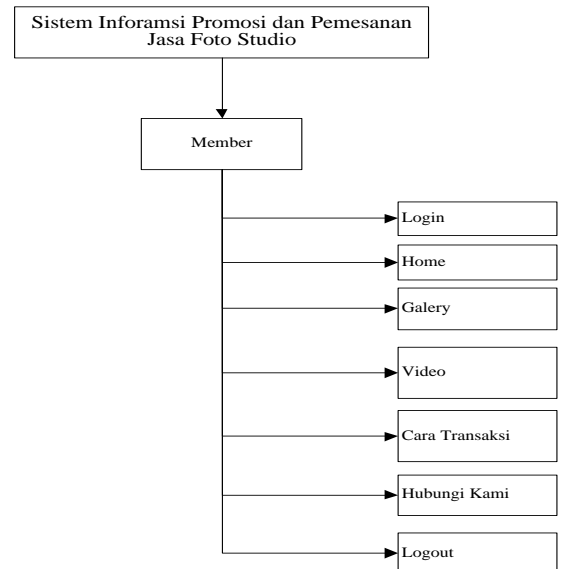 Sistem Inforamsi Promosi dan Pemesanan
Jasa Foto Studio
Member
Login
Home
Galery
Video
Cara Transaksi
Hubungi Kami
Logout